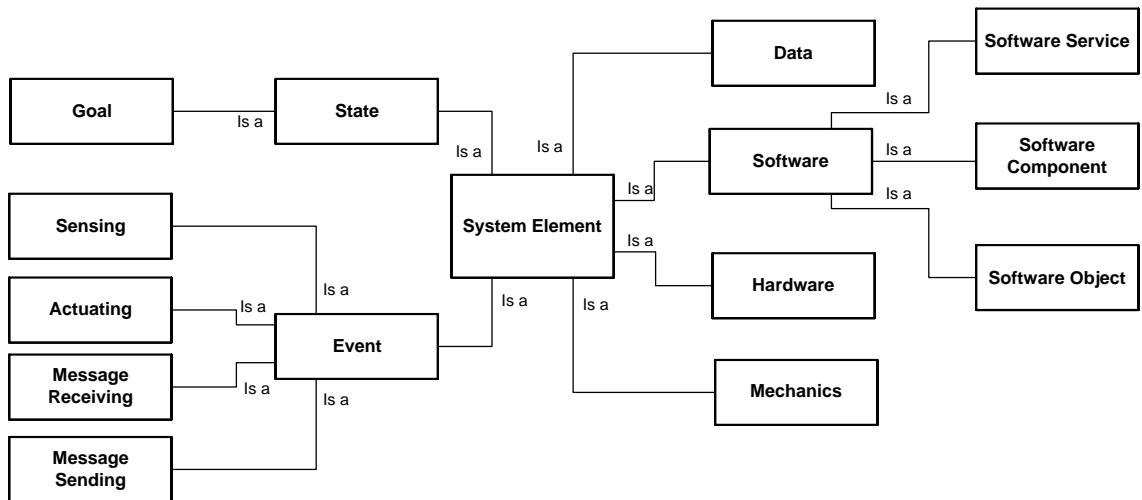 Data
Software Service
Goal
Is a
State
Is a
Is a
Is a
Software
Component
Software
Is a
Is a
Is a
Sensing
System Element
Is a
Is a
Hardware
Software Object
Actuating
Is a
Is a
Is a
Is a
Event
Message
Receiving
Is a
Is a
Mechanics
Message
Sending